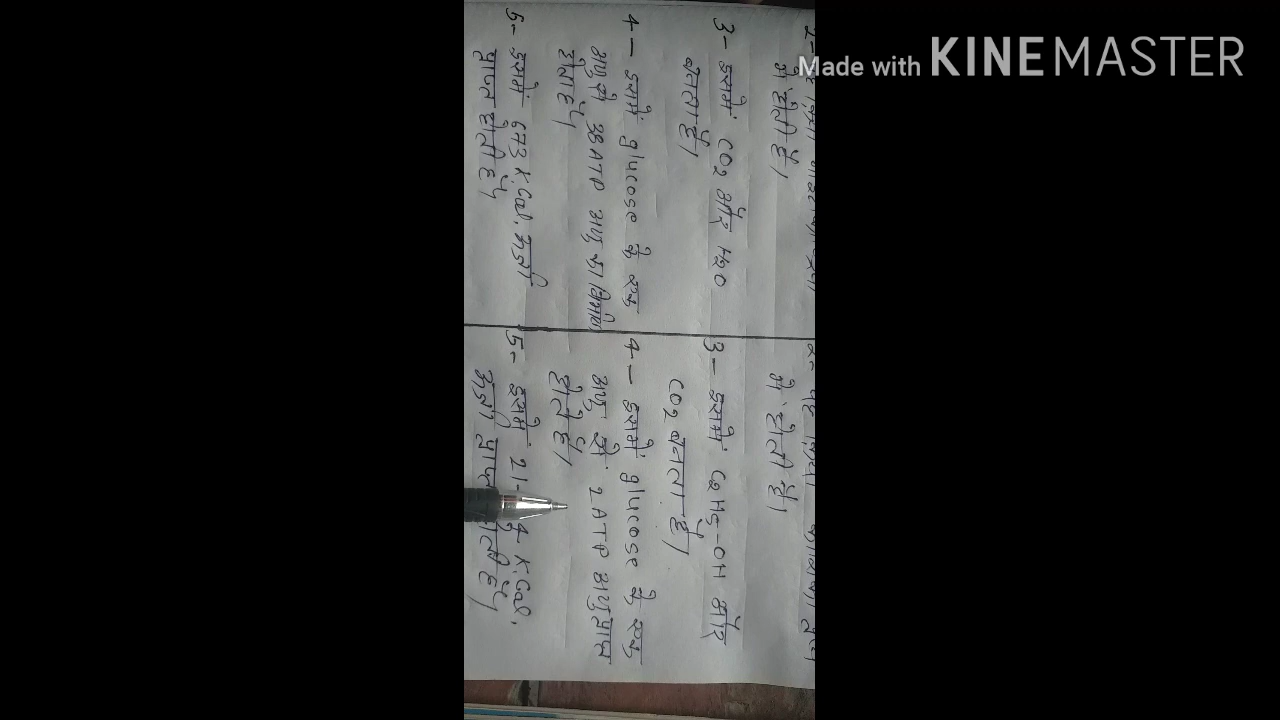 Made with KINEMASTER
में होती है।
3- इसमें CO2 और H2O
बनता है।
4- इसमें glucose के एक
अणु से 38 ATP अणु का निर्माण
होता है।
5- इसमें 673 K.Cal. ऊर्जा
प्राप्त होती है।
में होती है।
3- इसमें C2H5-OH और
CO2 बनता है।
4- इसमें glucose के एक
अणु से 2 ATP अणु प्राप्त
होते है।
5- इसमें 21- K.Cal.
ऊर्जा है।